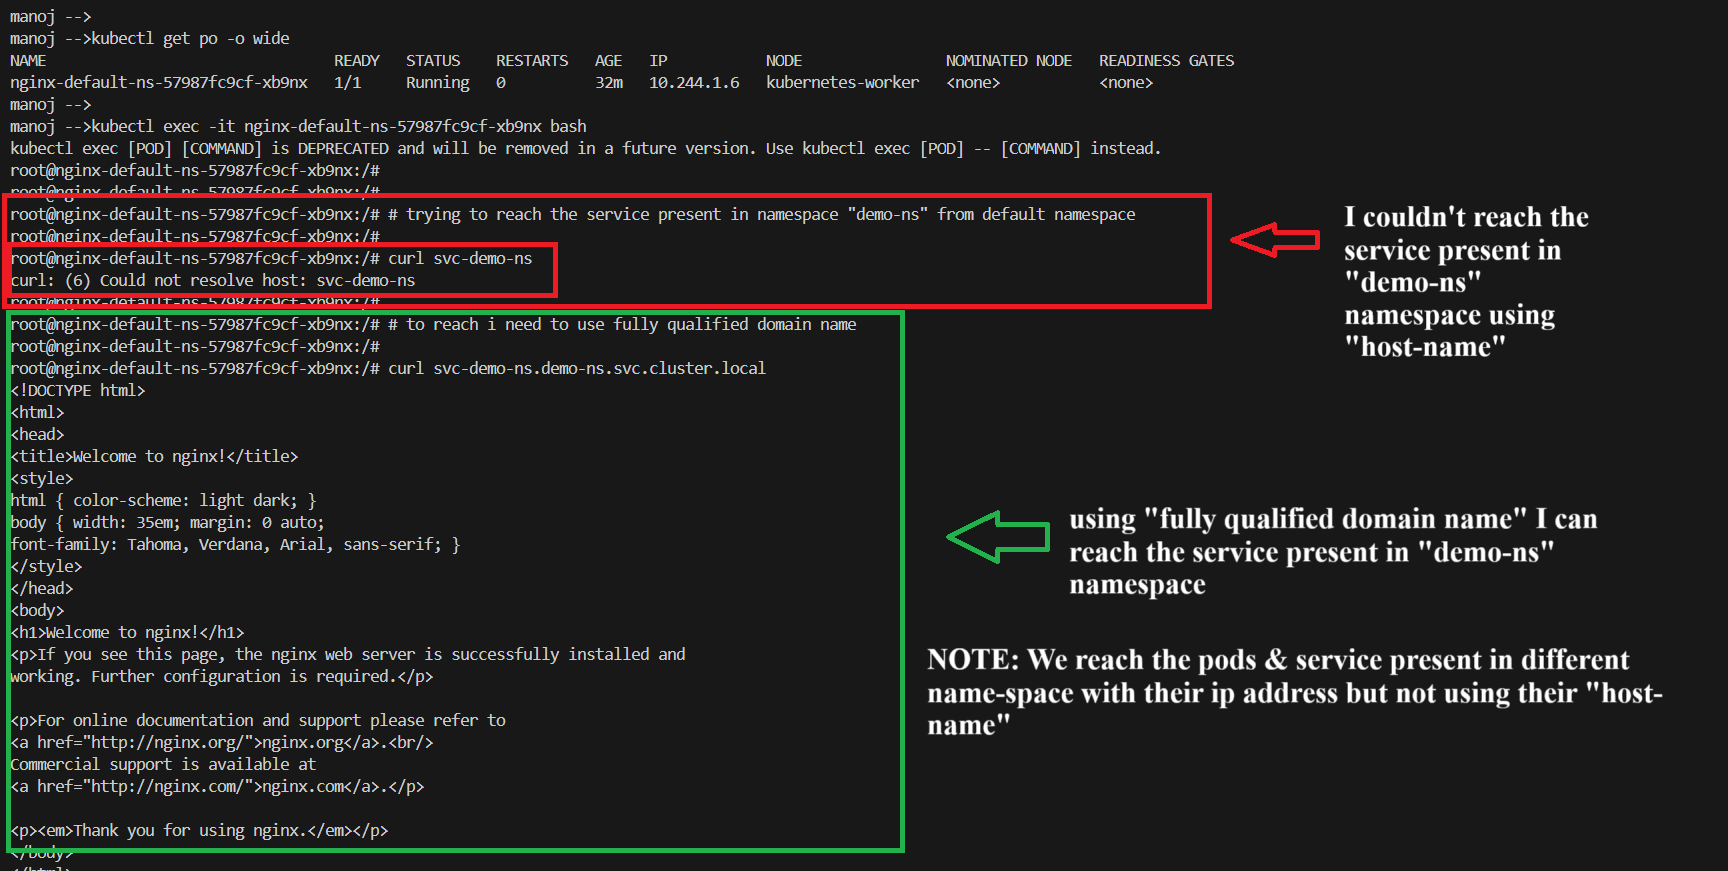 manoj -->
manoj -->kubectl get po -o wide
NAME READY STATUS RESTARTS AGE IP NODE NOMINATED NODE READINESS GATES
nginx-default-ns-57987fc9cf-xb9nx 1/1 Running 0 32m 10.244.1.6 kubernetes-worker <none> <none>
manoj -->
manoj -->kubectl exec -it nginx-default-ns-57987fc9cf-xb9nx bash
kubectl exec [POD] [COMMAND] is DEPRECATED and will be removed in a future version. Use kubectl exec [POD] -- [COMMAND] instead.
root@nginx-default-ns-57987fc9cf-xb9nx:/#
root@nginx-default-ns-57987fc9cf-xb9nx:/#
root@nginx-default-ns-57987fc9cf-xb9nx:/# # trying to reach the service present in namespace "demo-ns" from default namespace
root@nginx-default-ns-57987fc9cf-xb9nx:/#
root@nginx-default-ns-57987fc9cf-xb9nx:/# curl svc-demo-ns
curl: (6) Could not resolve host: svc-demo-ns
root@nginx-default-ns-57987fc9cf-xb9nx:/#
root@nginx-default-ns-57987fc9cf-xb9nx:/# # to reach i need to use fully qualified domain name
root@nginx-default-ns-57987fc9cf-xb9nx:/#
root@nginx-default-ns-57987fc9cf-xb9nx:/# curl svc-demo-ns.demo-ns.svc.cluster.local
<!DOCTYPE html>
<html>
<head>
<title>Welcome to nginx!</title>
<style>
html { color-scheme: light dark; }
body { width: 35em; margin: 0 auto;
font-family: Tahoma, Verdana, Arial, sans-serif; }
</style>
</head>
<body>
<h1>Welcome to nginx!</h1>
<p>If you see this page, the nginx web server is successfully installed and
working. Further configuration is required.</p>
<p>For online documentation and support please refer to
<a href="http://nginx.org/">nginx.org</a>.<br/>
Commercial support is available at
<a href="http://nginx.com/">nginx.com</a>.</p>
<p><em>Thank you for using nginx.</em></p>
</body>
</html>
I couldn't reach the
service present in
"demo-ns"
namespace using
"host-name"
using "fully qualified domain name" I can
reach the service present in "demo-ns"
namespace
NOTE: We reach the pods & service present in different
name-space with their ip address but not using their "host-
name"